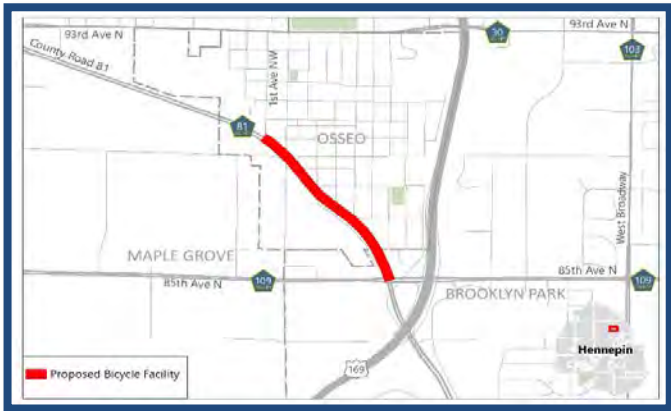 93rd Ave N
30
93rd Ave N
103
County Road 81
1st Ave NW
81
OSSEO
West Broadway
MAPLE GROVE
85th Ave N
109
85th Ave N
109
BROOKLYN PARK
Hennepin
169
Proposed Bicycle Facility